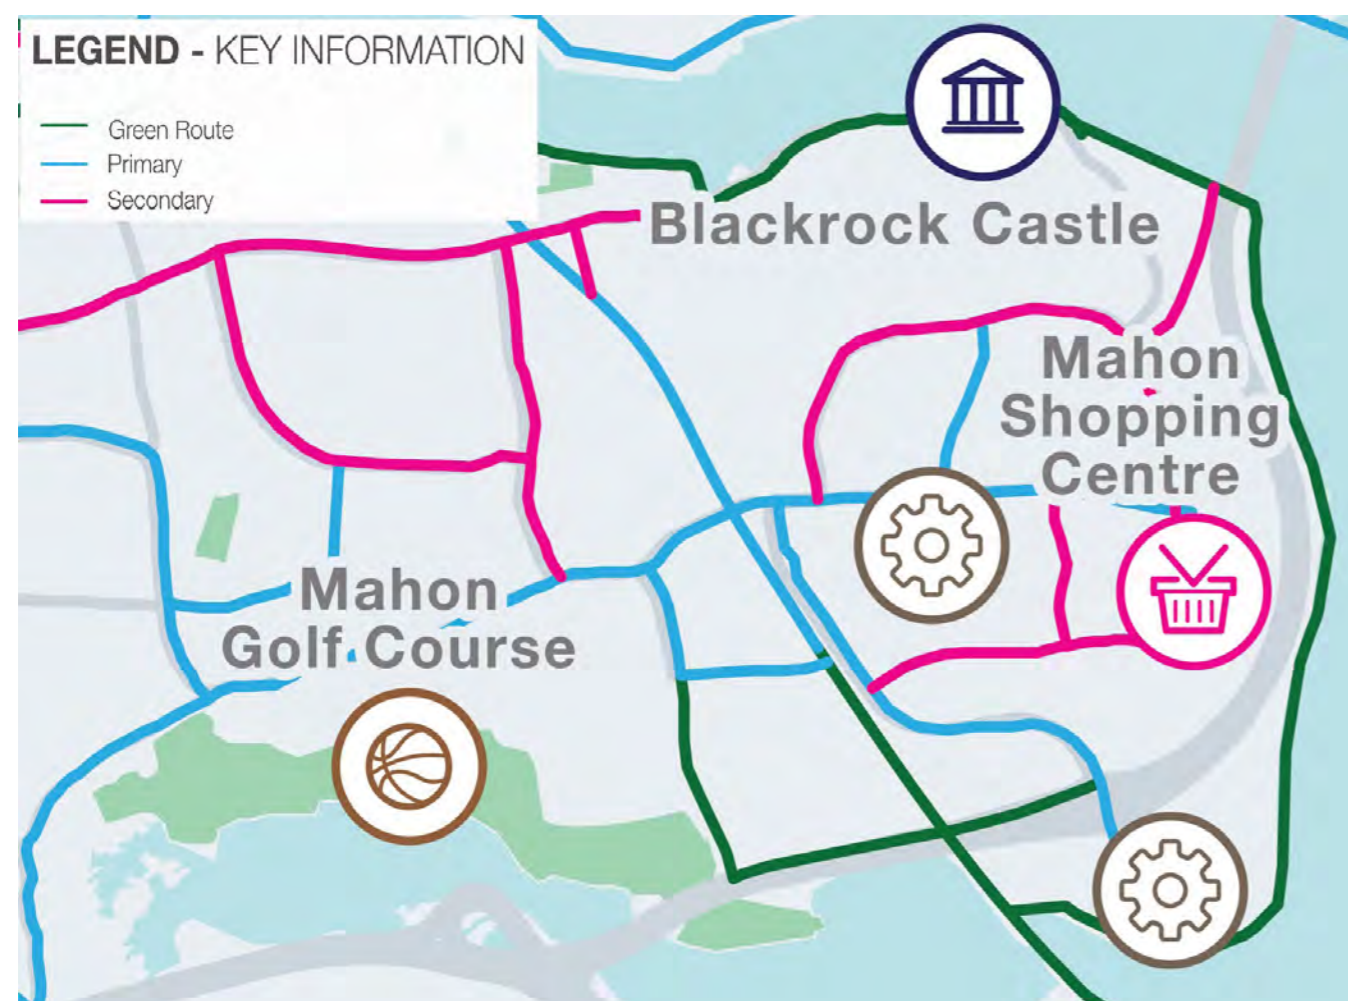 LEGEND - KEY INFORMATION
Green Route
Primary
Secondary
Blackrock Castle
Mahon
Shopping
Centre
Mahon
Golf Course